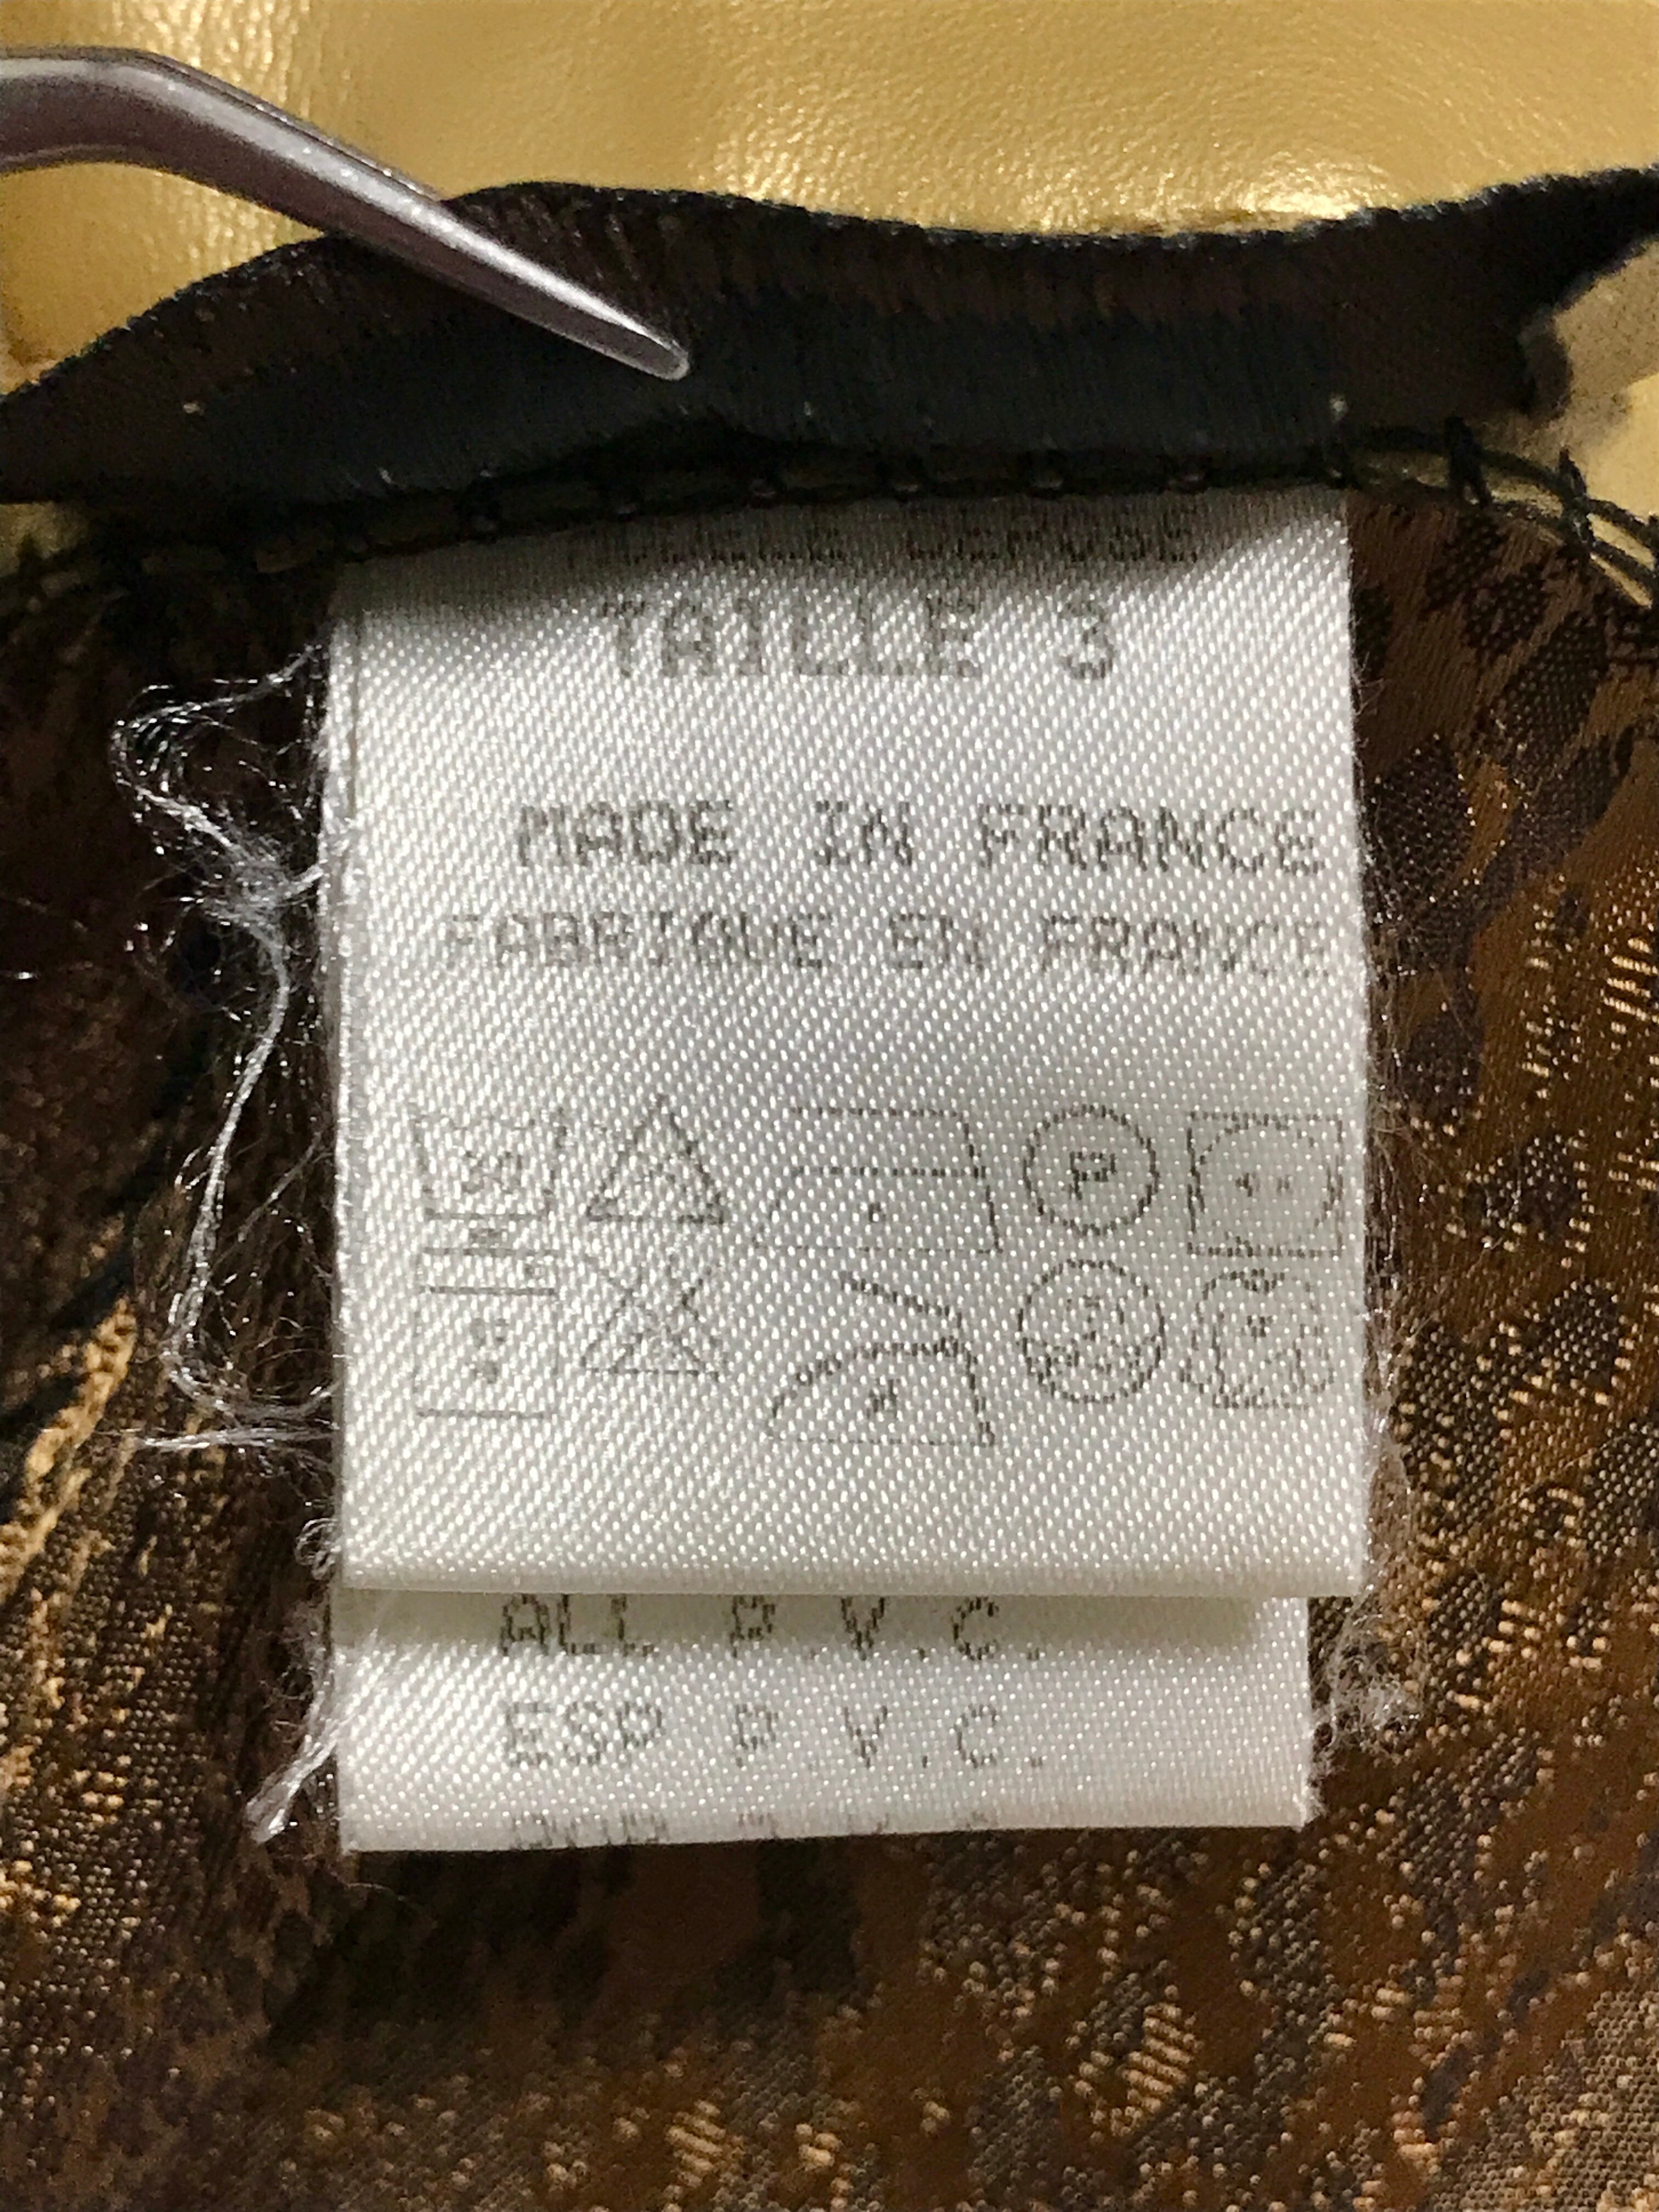 TAILLE 3
MADE IN FRANCE
FABRIQUE EN FRANCE
P
ALL P.V.C.
ESP P.V.C.